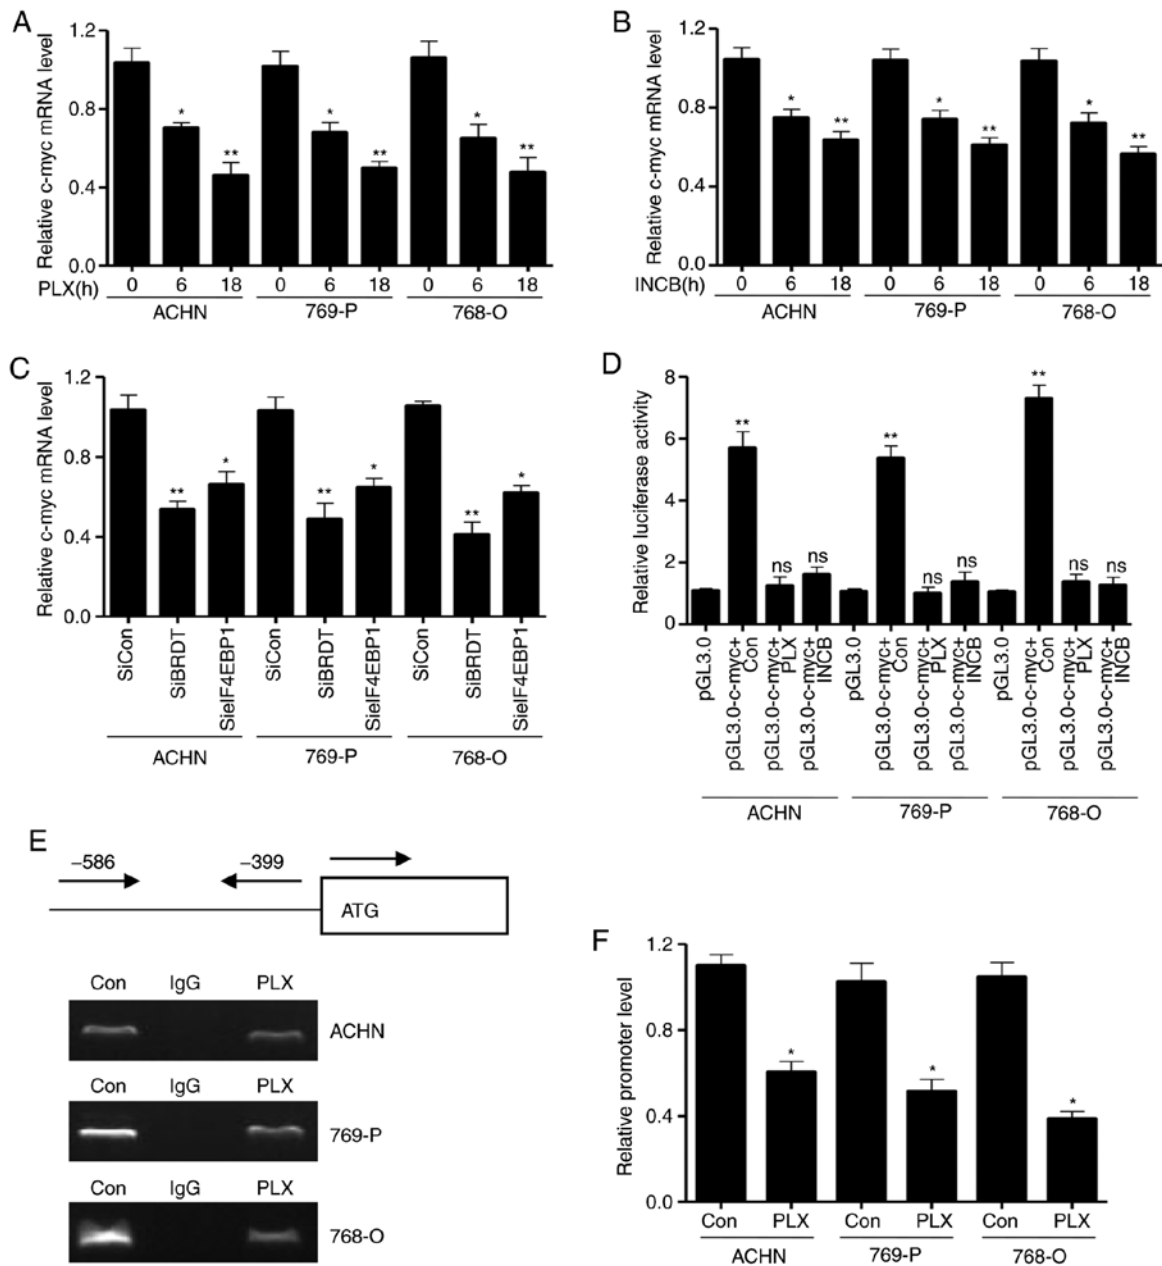 A
Relative c-myc mRNA level
1.2
0.8
0.4
0.0
* ** * ** * **
PLX(h) 0 6 18 0 6 18 0 6 18
ACHN 769-P 768-O
B
Relative c-myc mRNA level
1.2
0.8
0.4
0.0
* ** * ** * **
INCB(h) 0 6 18 0 6 18 0 6 18
ACHN 769-P 768-O
C
Relative c-myc mRNA level
1.2
0.8
0.4
0.0
** * ** * ** *
SiCon SiBRDT SieIF4EBP1 SiCon SiBRDT SieIF4EBP1 SiCon SiBRDT SieIF4EBP1
ACHN 769-P 768-O
D
Relative luciferase activity
8
6
4
2
0
** ns ns ** ns ns ** ns ns
pGL3.0
pGL3.0-c-myc+
Con
pGL3.0-c-myc+
PLX
pGL3.0-c-myc+
INCB
pGL3.0
pGL3.0-c-myc+
Con
pGL3.0-c-myc+
PLX
pGL3.0-c-myc+
INCB
pGL3.0
pGL3.0-c-myc+
Con
pGL3.0-c-myc+
PLX
pGL3.0-c-myc+
INCB
ACHN 769-P 768-O
E
–586 –399
ATG
Con IgG PLX
ACHN
Con IgG PLX
769-P
Con IgG PLX
768-O
F
Relative promoter level
1.2
0.8
0.4
0.0
* * *
Con PLX Con PLX Con PLX
ACHN 769-P 768-O